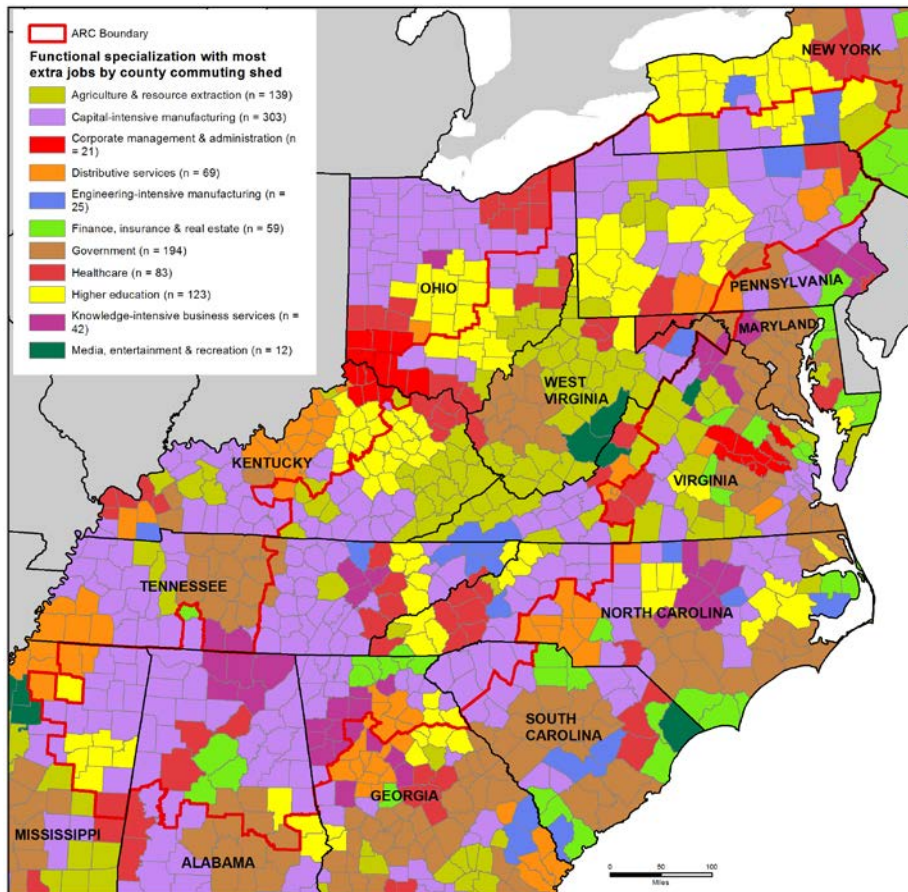 ARC Boundary
Functional specialization with most
extra jobs by county commuting shed
Agriculture & resource extraction (n = 139)
Capital-intensive manufacturing (n = 303)
Corporate management & administration (n
= 21)
Distributive services (n = 69)
Engineering-intensive manufacturing (n =
25)
Finance, insurance & real estate (n = 59)
Government (n = 194)
Healthcare (n = 83)
Higher education (n = 123)
Knowledge-intensive business services (n =
42)
Media, entertainment & recreation (n = 12)
NEW YORK
OHIO
PENNSYLVANIA
MARYLAND
WEST
VIRGINIA
KENTUCKY
VIRGINIA
TENNESSEE
NORTH CAROLINA
SOUTH
CAROLINA
GEORGIA
MISSISSIPPI
ALABAMA
0 50 100
Miles